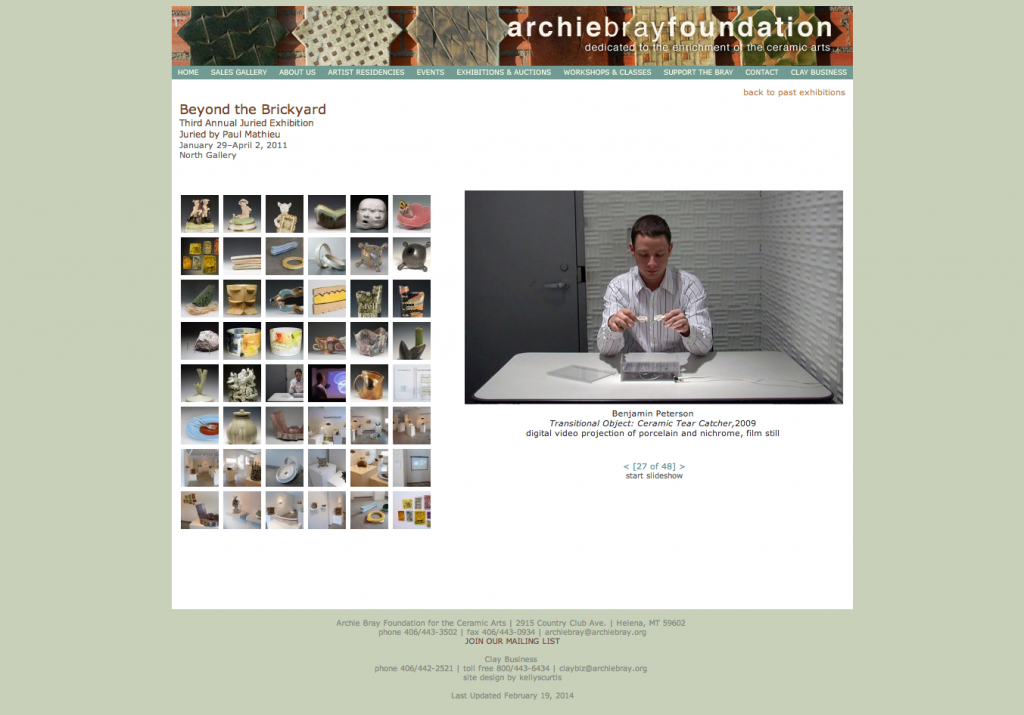 archiebrayfoundation
dedicated to the enrichment of the ceramic arts
HOME SALES GALLERY ABOUT US ARTIST RESIDENCIES EVENTS EXHIBITIONS & AUCTIONS WORKSHOPS & CLASSES SUPPORT THE BRAY CONTACT CLAY BUSINESS
back to past exhibitions
Beyond the Brickyard
Third Annual Juried Exhibition
Juried by Paul Mathieu
January 29–April 2, 2011
North Gallery
Benjamin Peterson
Transitional Object: Ceramic Tear Catcher,2009
digital video projection of porcelain and nichrome, film still
< [27 of 48] >
start slideshow
Archie Bray Foundation for the Ceramic Arts | 2915 Country Club Ave. | Helena, MT 59602
phone 406/443-3502 | fax 406/443-0934 | archiebray@archiebray.org
JOIN OUR MAILING LIST
Clay Business
phone 406/442-2521 | toll free 800/443-6434 | claybiz@archiebray.org
site design by kellyscurtis
Last Updated February 19, 2014